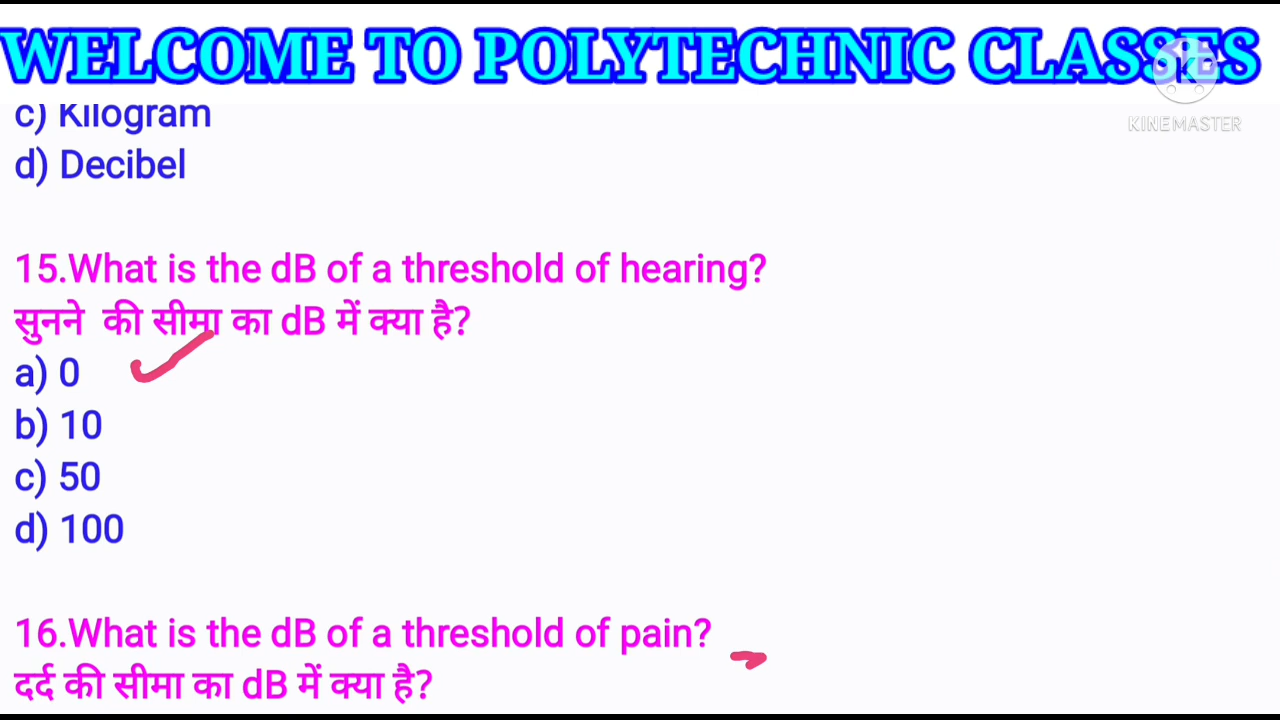 WELCOME TO POLYTECHNIC CLASSES
KINEMASTER
c) Kilogram
d) Decibel
15.What is the dB of a threshold of hearing?
सुनने की सीमा का dB में क्या है?
a) 0
b) 10
c) 50
d) 100
16.What is the dB of a threshold of pain?
दर्द की सीमा का dB में क्या है?